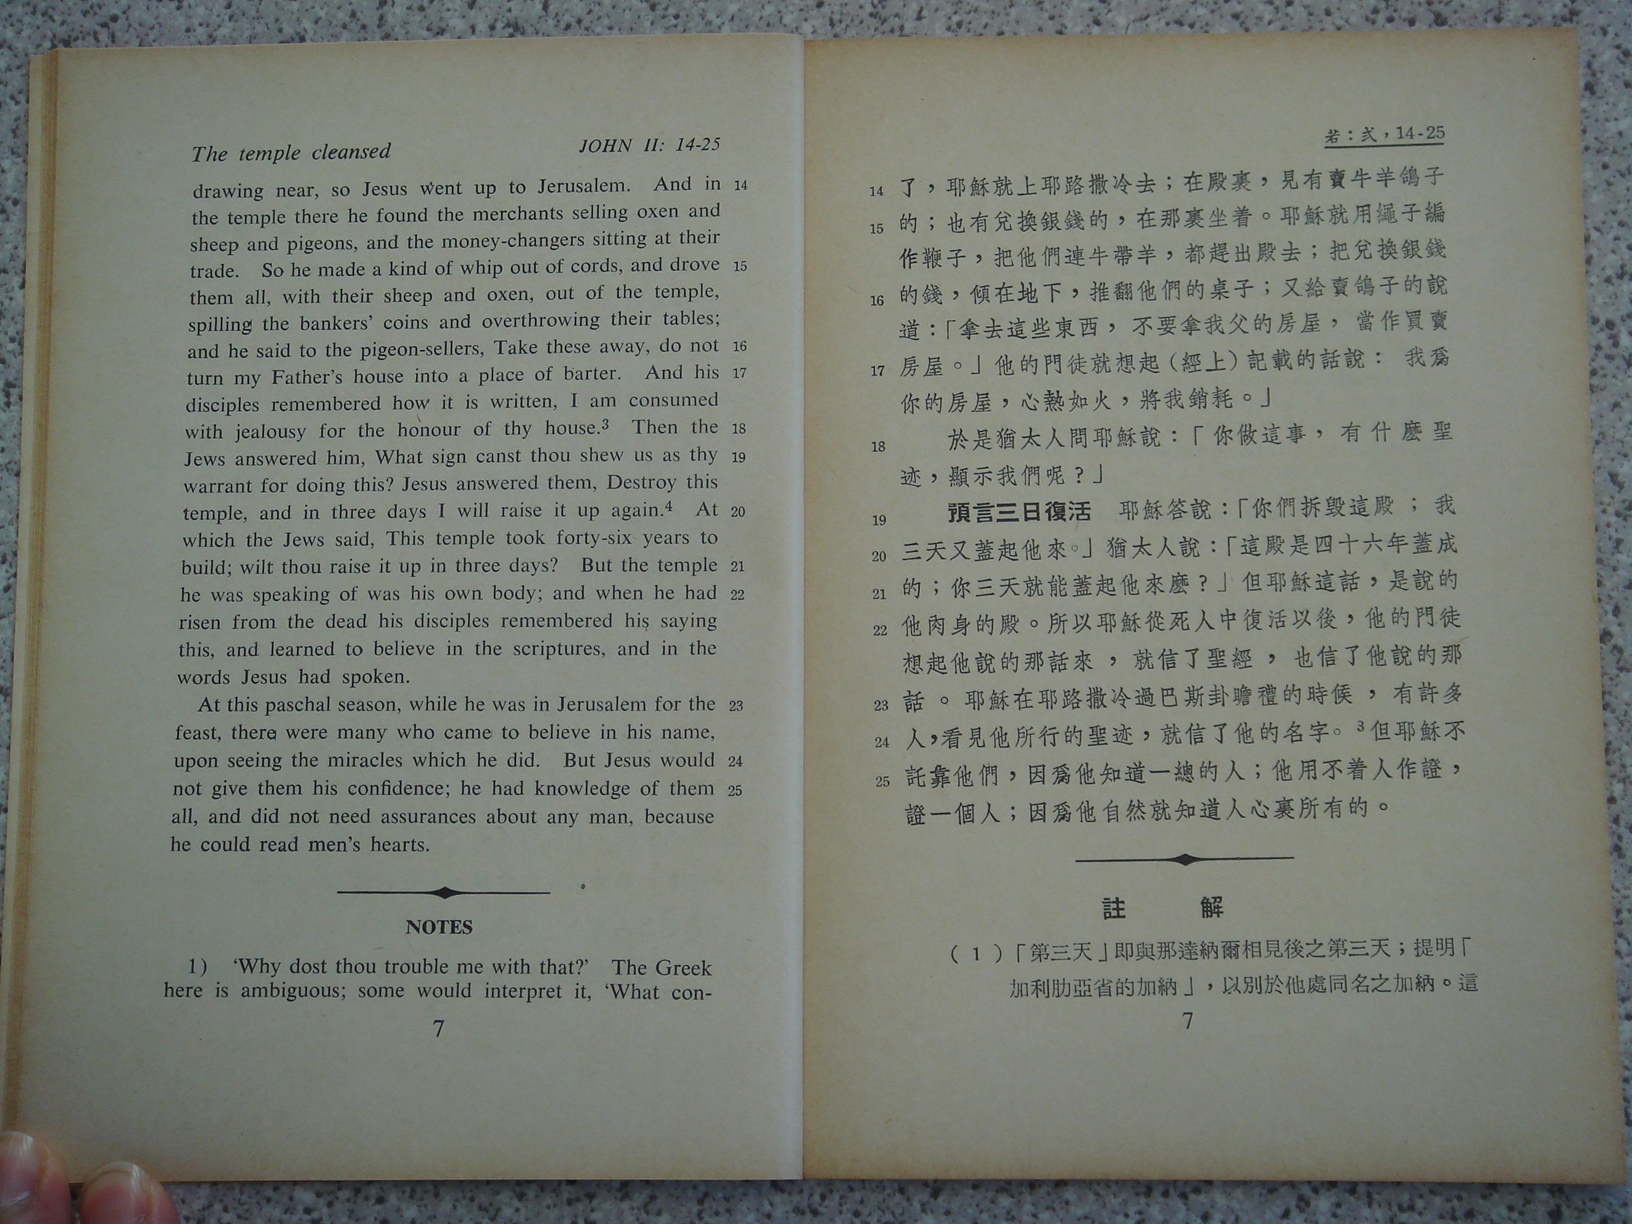 The temple cleansed JOHN II: 14-25
drawing near, so Jesus went up to Jerusalem. And in 14
the temple there he found the merchants selling oxen and
sheep and pigeons, and the money-changers sitting at their
trade. So he made a kind of whip out of cords, and drove 15
them all, with their sheep and oxen, out of the temple,
spilling the bankers' coins and overthrowing their tables;
and he said to the pigeon-sellers, Take these away, do not 16
turn my Father's house into a place of barter. And his 17
disciples remembered how it is written, I am consumed
with jealousy for the honour of thy house.³ Then the 18
Jews answered him, What sign canst thou shew us as thy 19
warrant for doing this? Jesus answered them, Destroy this
temple, and in three days I will raise it up again.⁴ At 20
which the Jews said, This temple took forty-six years to
build; wilt thou raise it up in three days? But the temple 21
he was speaking of was his own body; and when he had 22
risen from the dead his disciples remembered his saying
this, and learned to believe in the scriptures, and in the
words Jesus had spoken.
At this paschal season, while he was in Jerusalem for the 23
feast, there were many who came to believe in his name,
upon seeing the miracles which he did. But Jesus would 24
not give them his confidence; he had knowledge of them 25
all, and did not need assurances about any man, because
he could read men's hearts.
NOTES
1) 'Why dost thou trouble me with that?' The Greek
here is ambiguous; some would interpret it, 'What con-
7
若：弍，14-25
14 了，耶穌就上耶路撒冷去；在殿裏，見有賣牛羊鴿子
15 的；也有兌換銀錢的，在那裏坐着。耶穌就用繩子編
作鞭子，把他們連牛帶羊，都趕出殿去；把兌換銀錢
16 的錢，傾在地下，推翻他們的桌子；又給賣鴿子的說
道：「拿去這些東西，不要拿我父的房屋，當作買賣
17 房屋。」他的門徒就想起（經上）記載的話說： 我爲
你的房屋，心熱如火，將我銷耗。」
18 於是猶太人問耶穌說：「你做這事，有什麽聖
迹，顯示我們呢？」
19 預言三日復活 耶穌答說：「你們拆毀這殿；我
20 三天又蓋起他來。」猶太人說：「這殿是四十六年蓋成
21 的；你三天就能蓋起他來麽？」但耶穌這話，是說的
22 他肉身的殿。所以耶穌從死人中復活以後，他的門徒
想起他說的那話來，就信了聖經，也信了他說的那
23 話。耶穌在耶路撒冷過巴斯卦瞻禮的時候，有許多
24 人，看見他所行的聖迹，就信了他的名字。³但耶穌不
25 託靠他們，因爲他知道一總的人；他用不着人作證，
證一個人；因爲他自然就知道人心裏所有的。
註 解
（1）「第三天」即與那達納爾相見後之第三天；提明「
加利肋亞省的加納」，以別於他處同名之加納。這
7